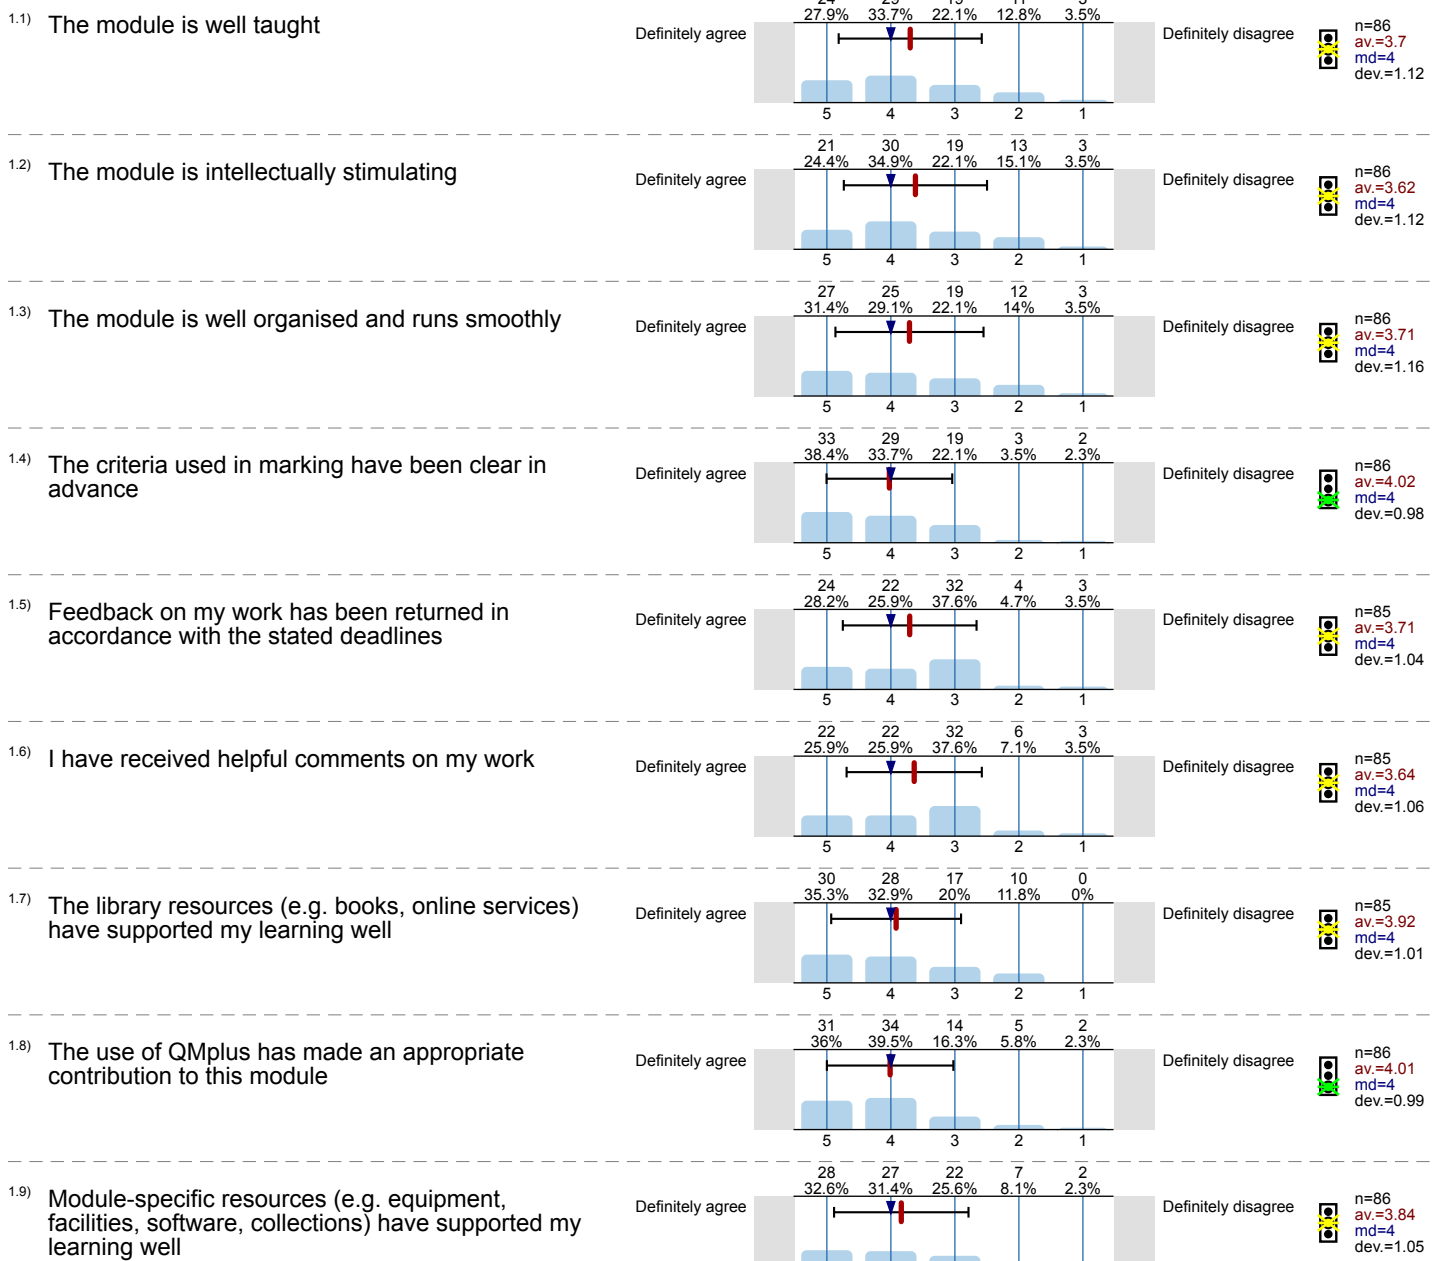 24 29 19 11 3
27.9% 33.7% 22.1% 12.8% 3.5%
1.1) The module is well taught
Definitely agree Definitely disagree
n=86
av.=3.7
md=4
dev.=1.12
5 4 3 2 1
21 30 19 13 3
24.4% 34.9% 22.1% 15.1% 3.5%
1.2) The module is intellectually stimulating
Definitely agree Definitely disagree
n=86
av.=3.62
md=4
dev.=1.12
5 4 3 2 1
27 25 19 12 3
31.4% 29.1% 22.1% 14% 3.5%
1.3) The module is well organised and runs smoothly
Definitely agree Definitely disagree
n=86
av.=3.71
md=4
dev.=1.16
5 4 3 2 1
33 29 19 3 2
38.4% 33.7% 22.1% 3.5% 2.3%
1.4) The criteria used in marking have been clear in
advance
Definitely agree Definitely disagree
n=86
av.=4.02
md=4
dev.=0.98
5 4 3 2 1
24 22 32 4 3
28.2% 25.9% 37.6% 4.7% 3.5%
1.5) Feedback on my work has been returned in
accordance with the stated deadlines
Definitely agree Definitely disagree
n=85
av.=3.71
md=4
dev.=1.04
5 4 3 2 1
22 22 32 6 3
25.9% 25.9% 37.6% 7.1% 3.5%
1.6) I have received helpful comments on my work
Definitely agree Definitely disagree
n=85
av.=3.64
md=4
dev.=1.06
5 4 3 2 1
30 28 17 10 0
35.3% 32.9% 20% 11.8% 0%
1.7) The library resources (e.g. books, online services)
have supported my learning well
Definitely agree Definitely disagree
n=85
av.=3.92
md=4
dev.=1.01
5 4 3 2 1
31 34 14 5 2
36% 39.5% 16.3% 5.8% 2.3%
1.8) The use of QMplus has made an appropriate
contribution to this module
Definitely agree Definitely disagree
n=86
av.=4.01
md=4
dev.=0.99
5 4 3 2 1
28 27 22 7 2
32.6% 31.4% 25.6% 8.1% 2.3%
1.9) Module-specific resources (e.g. equipment,
facilities, software, collections) have supported my
learning well
Definitely agree Definitely disagree
n=86
av.=3.84
md=4
dev.=1.05